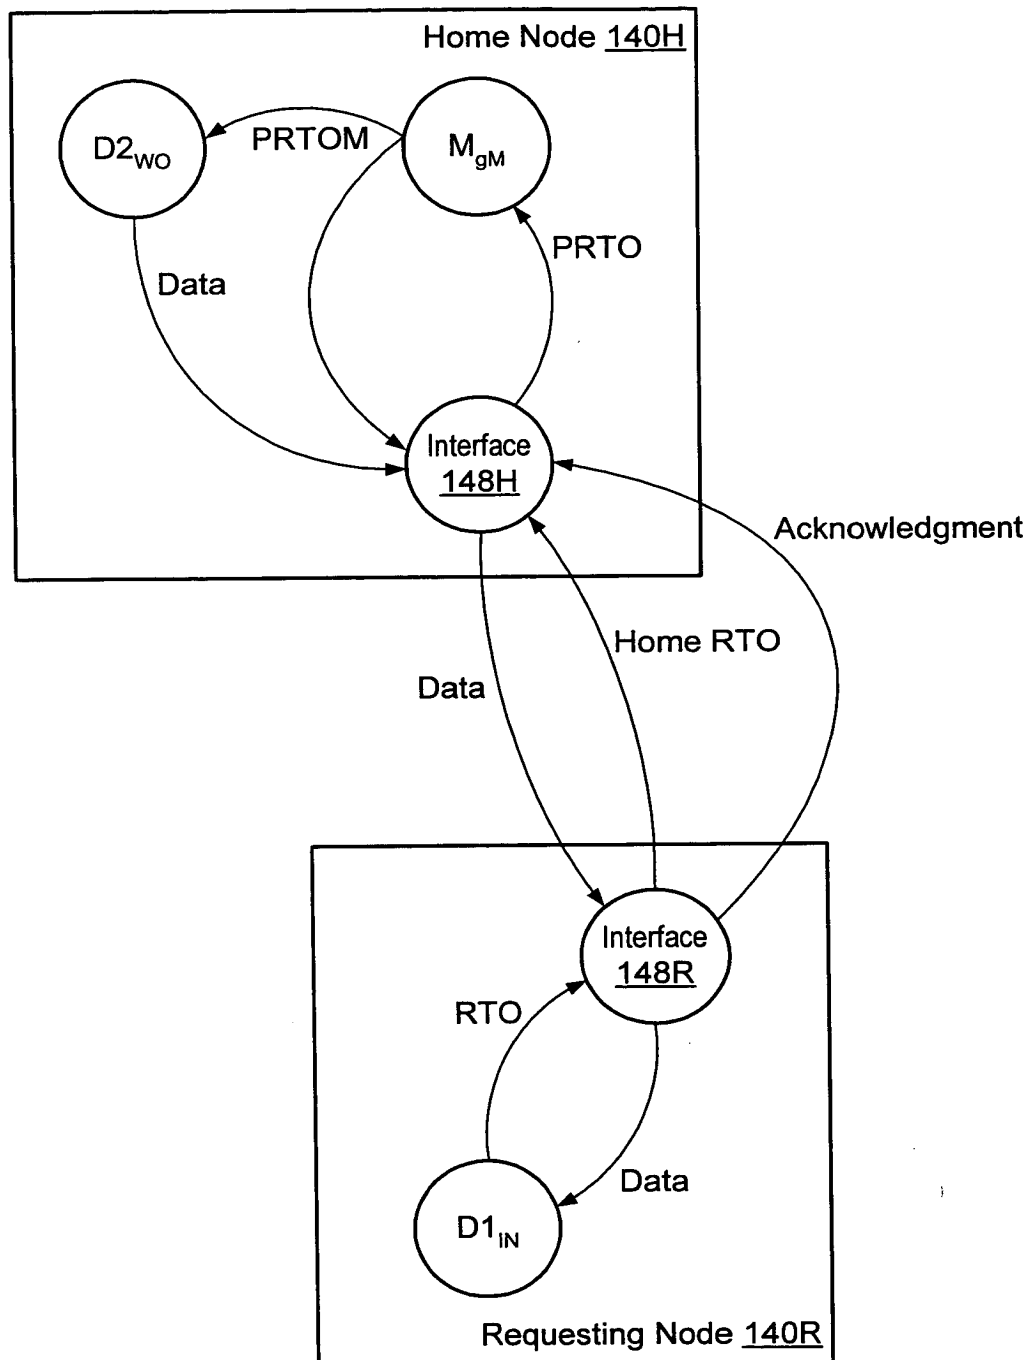 Home Node 140H
D2WO
PRTOM
MgM
PRTO
Data
Interface
148H
Acknowledgment
Home RTO
Data
Interface
148R
RTO
Data
D1IN
Requesting Node 140R